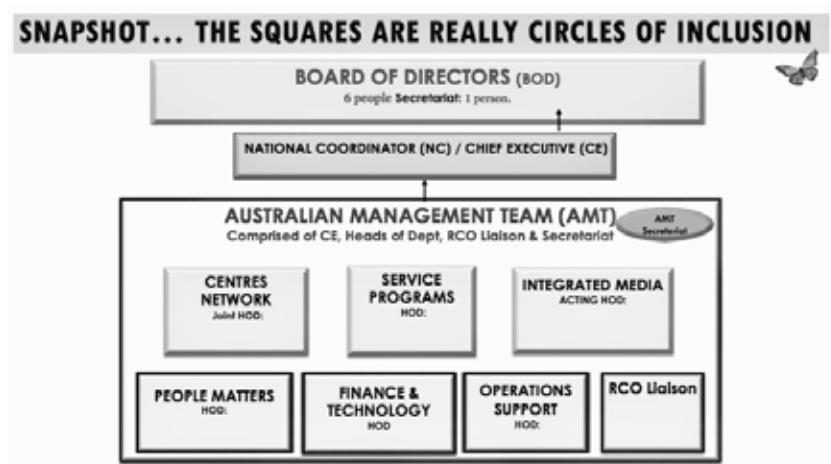 SNAPSHOT... THE SQUARES ARE REALLY CIRCLES OF INCLUSION
BOARD OF DIRECTORS (BOD)
6 people Secretariat: 1 person.
NATIONAL COORDINATOR (NC) / CHIEF EXECUTIVE (CE)
AUSTRALIAN MANAGEMENT TEAM (AMT)
Comprised of CE, Heads of Dept, RCO Liaison & Secretariat
AMT
Secretariat
CENTRES
NETWORK
Joint HOD:
SERVICE
PROGRAMS
HOD:
INTEGRATED MEDIA
ACTING HOD:
PEOPLE MATTERS
HOD:
FINANCE &
TECHNOLOGY
HOD
OPERATIONS
SUPPORT
HOD:
RCO Liaison